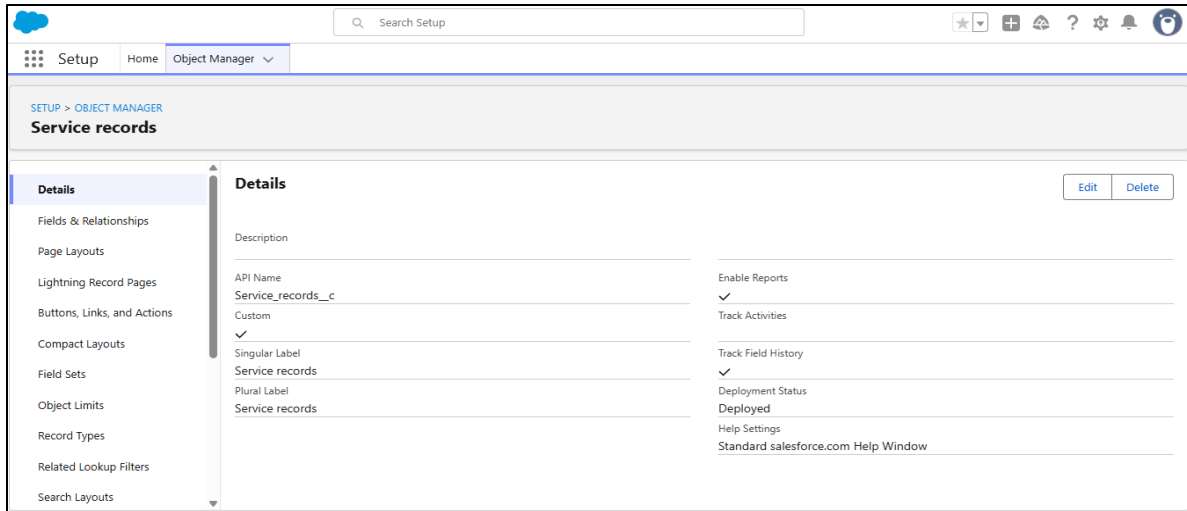 Search Setup
Setup Home Object Manager
SETUP > OBJECT MANAGER
Service records
Details
Fields & Relationships
Page Layouts
Lightning Record Pages
Buttons, Links, and Actions
Compact Layouts
Field Sets
Object Limits
Record Types
Related Lookup Filters
Search Layouts
Details
Edit Delete
Description
API Name
Service_records__c
Custom
Singular Label
Service records
Plural Label
Service records
Enable Reports
Track Activities
Track Field History
Deployment Status
Deployed
Help Settings
Standard salesforce.com Help Window